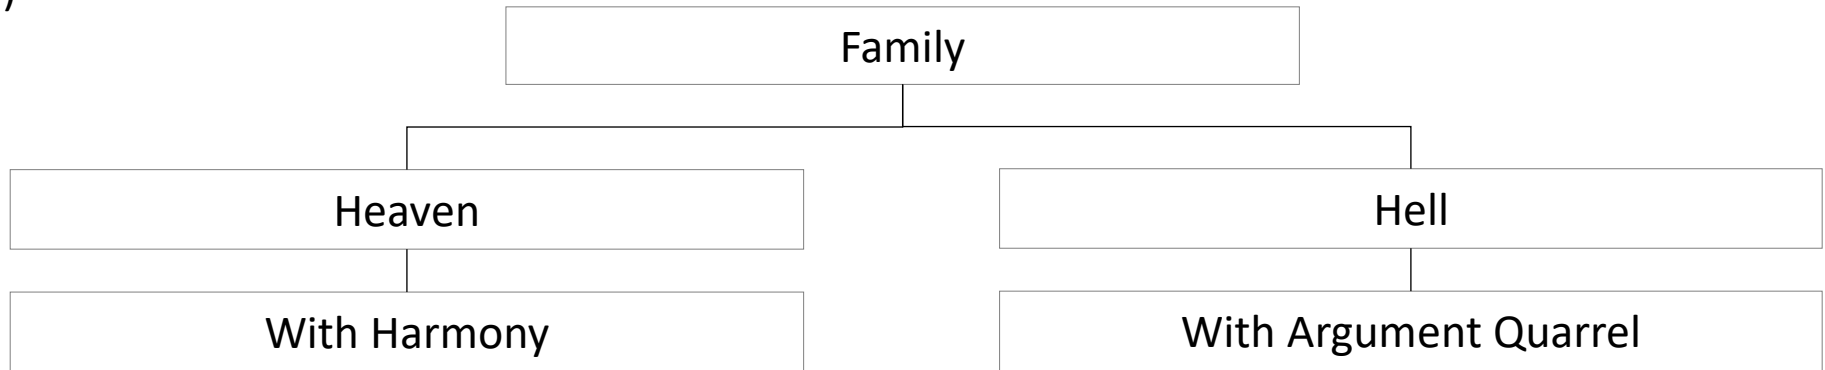 )
Family
Heaven
Hell
With Harmony
With Argument Quarrel